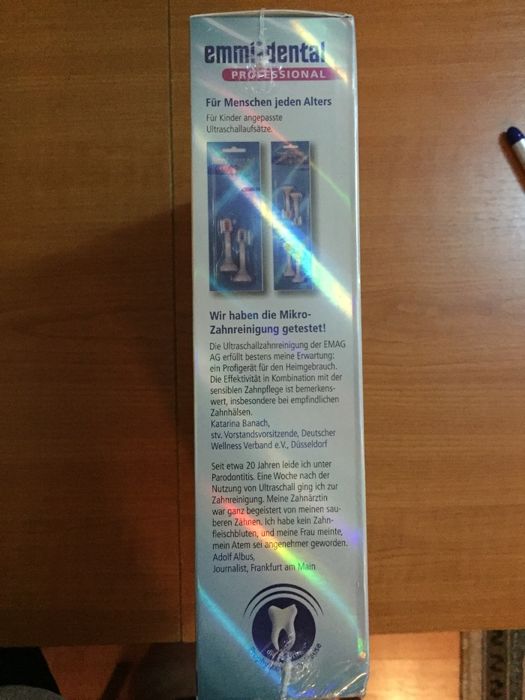 emmi-dental
PROFESSIONAL
Für Menschen jeden Alters
Für Kinder angepasste
Ultraschallaufsätze.
Wir haben die Mikro-
Zahnreinigung getestet!
Die Ultraschallzahnreinigung der EMAG
AG erfüllt bestens meine Erwartung:
ein Profigerät für den Heimgebrauch.
Die Effektivität in Kombination mit der
sensiblen Zahnpflege ist bemerkens-
wert, insbesondere bei empfindlichen
Zahnhälsen.
Katarina Banach,
stv. Vorstandsvorsitzende, Deutscher
Wellness Verband e.V., Düsseldorf
Seit etwa 20 Jahren leide ich unter
Parodontitis. Eine Woche nach der
Nutzung von Ultraschall ging ich zur
Zahnreinigung. Meine Zahnärztin
war ganz begeistert von meinen sau-
beren Zähnen. Ich habe kein Zahn-
fleischbluten, und meine Frau meinte,
mein Atem sei angenehmer geworden.
Adolf Albus,
Journalist, Frankfurt am Main